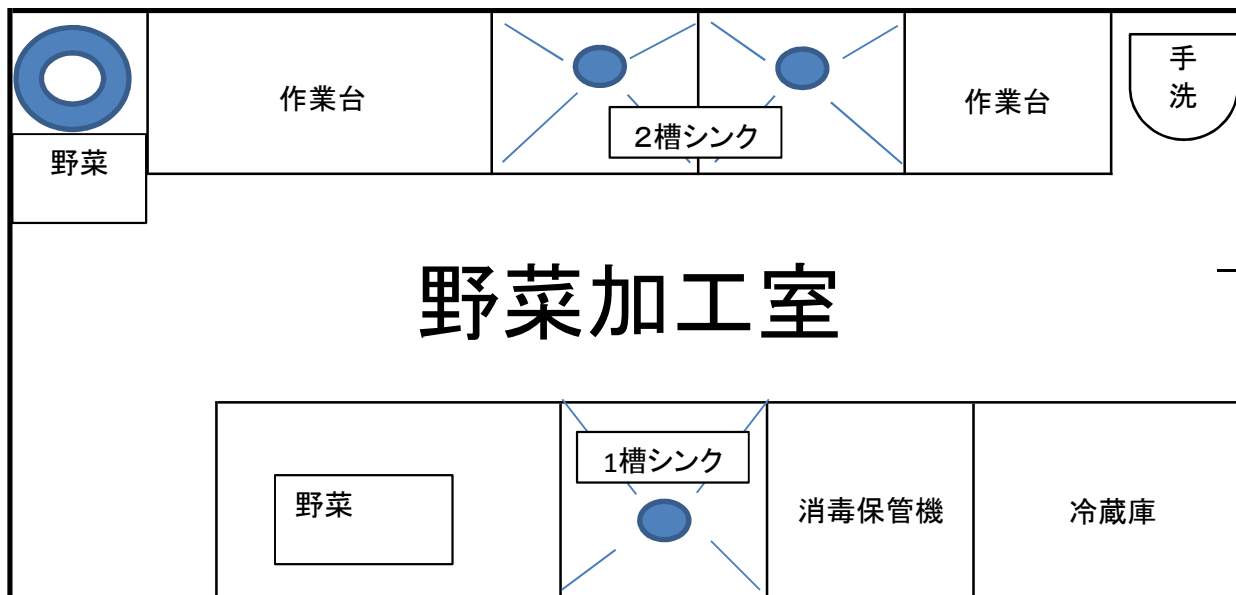 野菜
作業台
2槽シンク
作業台
手
洗
野菜加工室
野菜
1槽シンク
消毒保管機
冷蔵庫